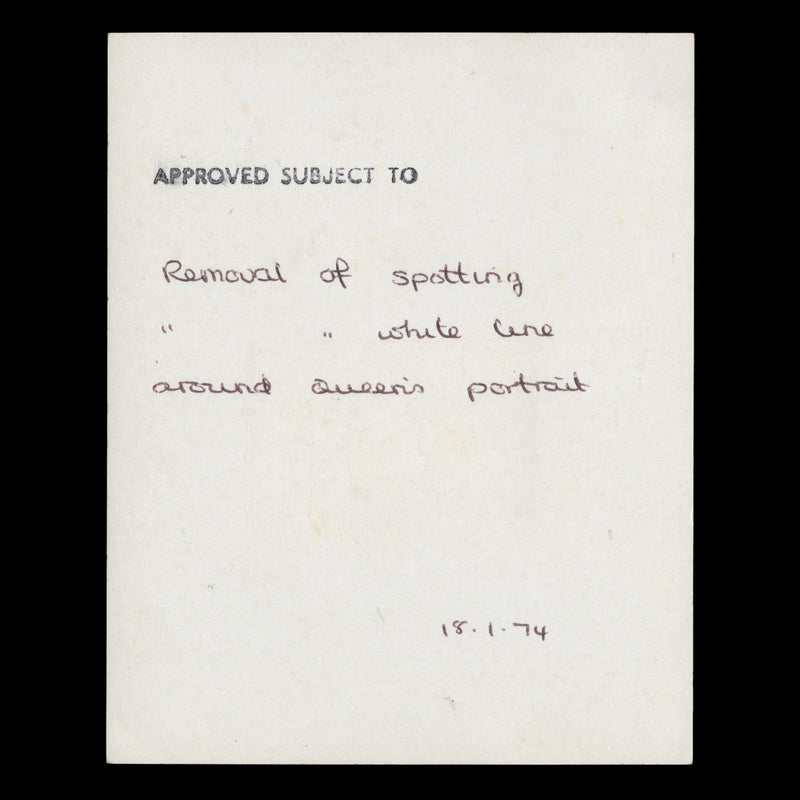 APPROVED SUBJECT TO
Removal of spotting
" " white line
around Queen's portrait
18.1.74